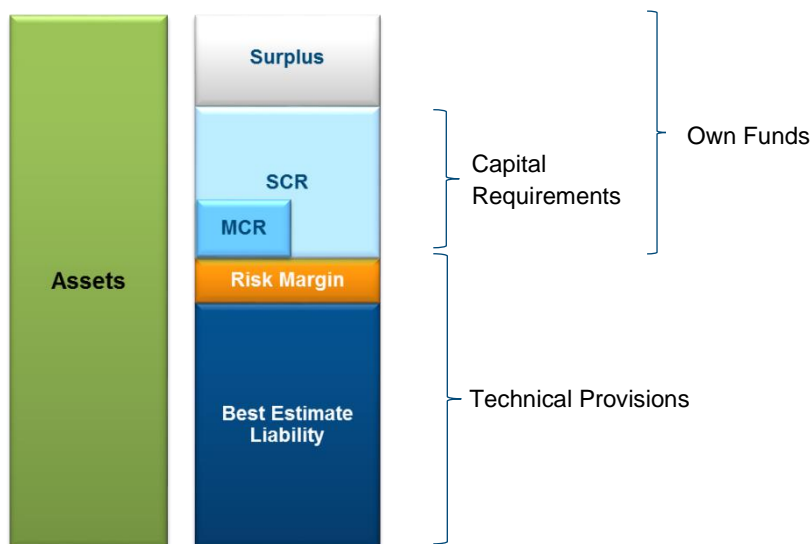 Surplus
Own Funds
Capital
Requirements
SCR
MCR
Assets
Risk Margin
Technical Provisions
Best Estimate
Liability